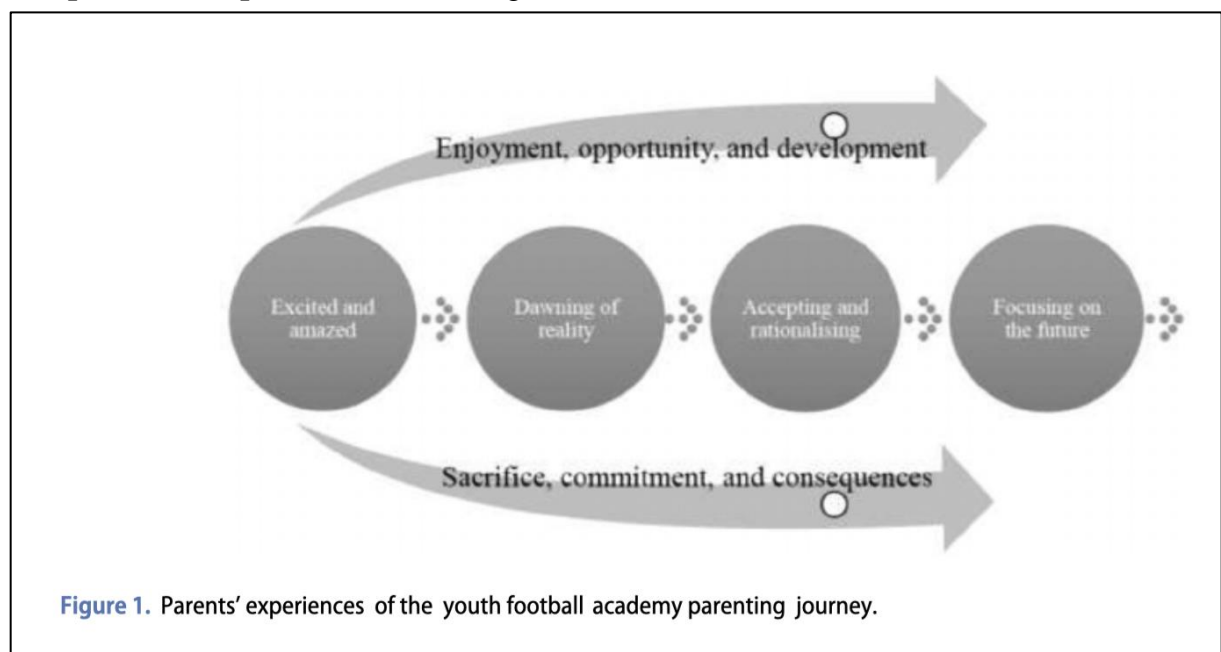 Enjoyment, opportunity, and development
Excited and
amazed
Dawning of
reality
Accepting and
rationalising
Focusing on
the future
Sacrifice, commitment, and consequences
Figure 1. Parents' experiences of the youth football academy parenting journey.